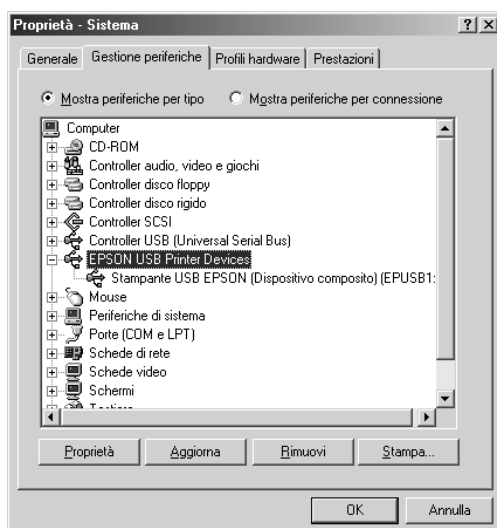 Proprietà - Sistema
Generale Gestione periferiche Profili hardware Prestazioni
Mostra periferiche per tipo Mostra periferiche per connessione
Computer
CD-ROM
Controller audio, video e giochi
Controller disco floppy
Controller disco rigido
Controller SCSI
Controller USB (Universal Serial Bus)
EPSON USB Printer Devices
Stampante USB EPSON (Dispositivo composito) (EPUSB1:
Mouse
Periferiche di sistema
Porte (COM e LPT)
Schede di rete
Schede video
Schermi
Proprietà Aggiorna Rimuovi Stampa...
OK Annulla